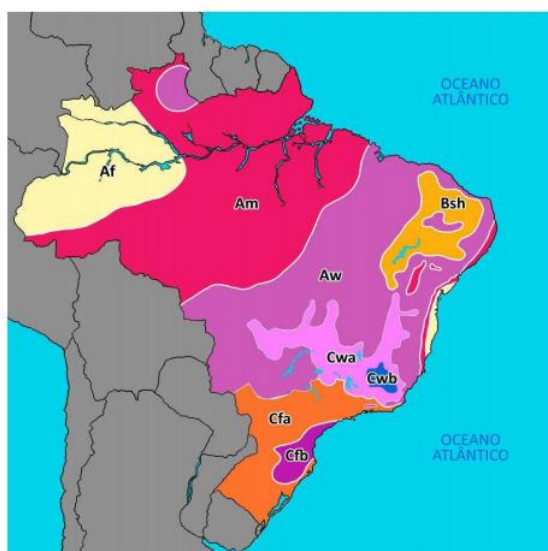 OCEANO
ATLÂNTICO
Af
Am
Bsh
Aw
Cwa
Cwb
Cfa
Cfb
OCEANO
ATLÂNTICO